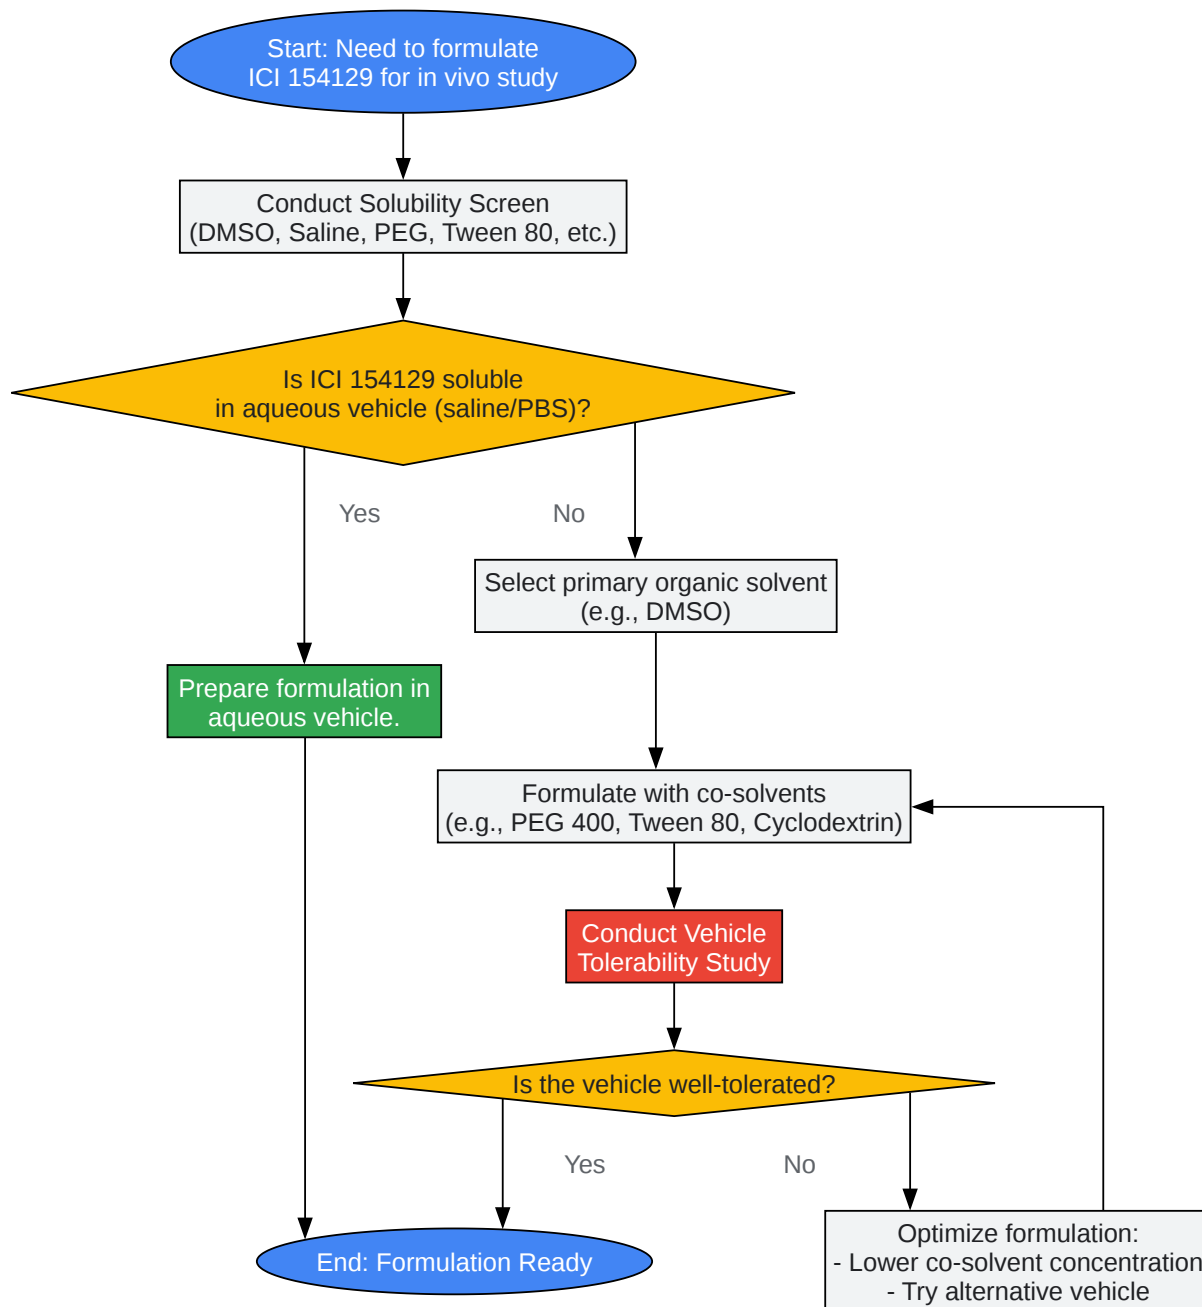 Start: Need to formulate
ICI 154129 for in vivo study
Conduct Solubility Screen
(DMSO, Saline, PEG, Tween 80, etc.)
Is ICI 154129 soluble
in aqueous vehicle (saline/PBS)?
Yes
No
Select primary organic solvent
(e.g., DMSO)
Prepare formulation in
aqueous vehicle.
Formulate with co-solvents
(e.g., PEG 400, Tween 80, Cyclodextrin)
Conduct Vehicle
Tolerability Study
Is the vehicle well-tolerated?
Yes
No
End: Formulation Ready
Optimize formulation:
- Lower co-solvent concentration
- Try alternative vehicle